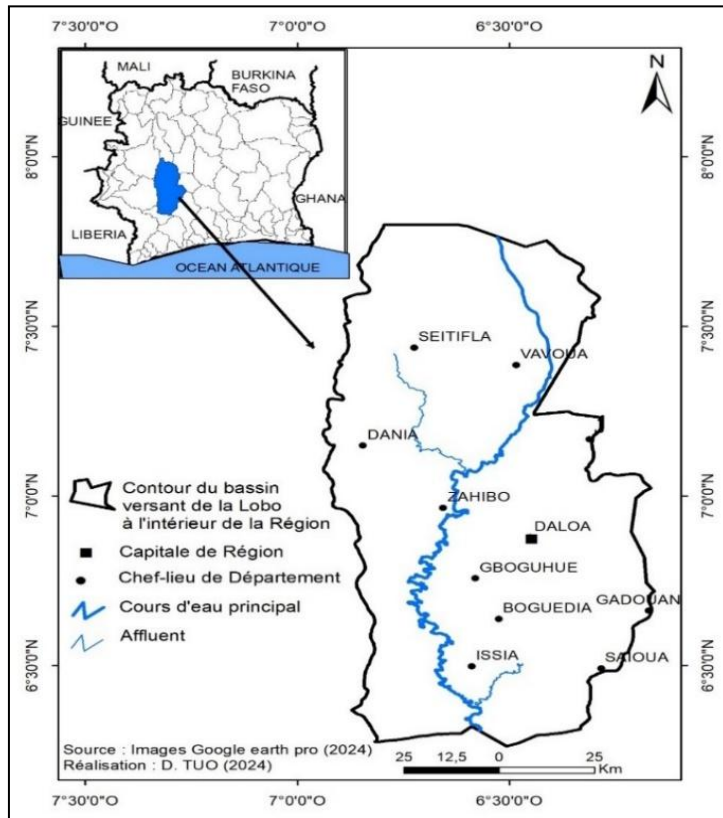 7°30'0"O
7°0'0"O
6°30'0"O
MALI
BURKINA
FASO
GUINEE
GHANA
LIBERIA
OCEAN ATLANTIQUE
N
8°0'0"N
8°0'0"N
7°30'0"N
7°30'0"N
7°0'0"N
7°0'0"N
6°30'0"N
6°30'0"N
SEITIFLA
VAVOUA
DANIA
ZAHIBO
DALOA
GBOGUHUE
GADOUAN
BOGUEDIA
ISSIA
SAIOUA
Contour du bassin
versant de la Lobo
à l'intérieur de la Région
Capitale de Région
Chef-lieu de Département
Cours d'eau principal
Affluent
Source : Images Google earth pro (2024)
Réalisation : D. TUO (2024)
25 12,5 0 25
Km
7°30'0"O
7°0'0"O
6°30'0"O